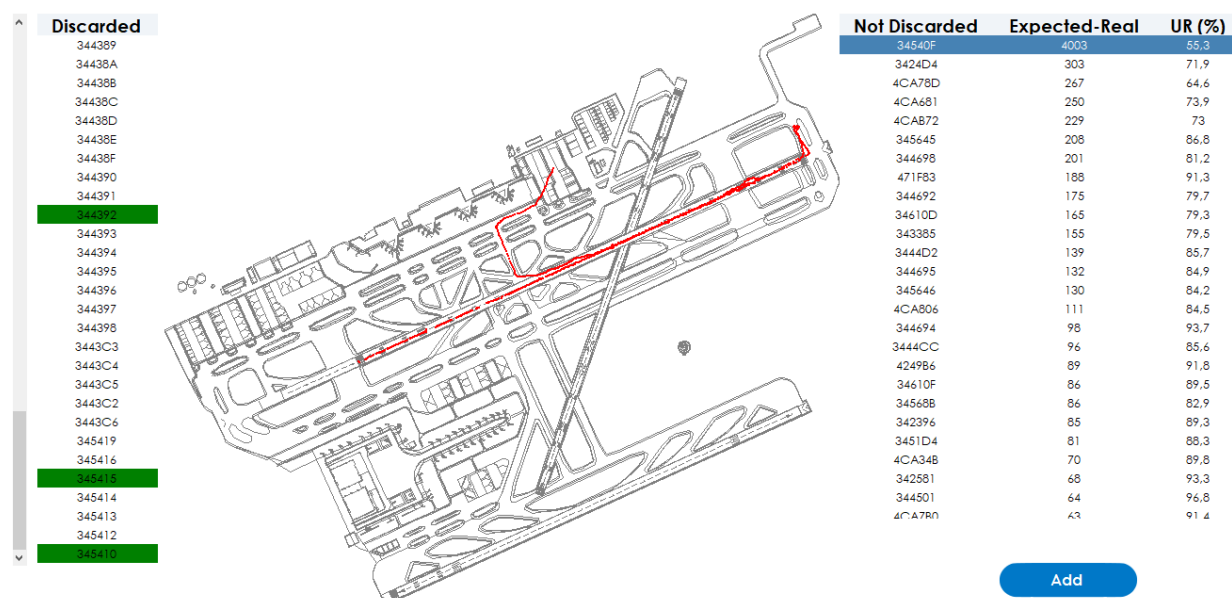 Discarded
344389
34438A
34438B
34438C
34438D
34438E
34438F
344390
344391
344392
344393
344394
344395
344396
344397
344398
3443C3
3443C4
3443C5
3443C2
3443C6
345419
345416
345415
345414
345413
345412
345410
Not Discarded Expected-Real UR (%)
34540F 4003 55,3
3424D4 303 71,9
4CA78D 267 64,6
4CA681 250 73,9
4CAB72 229 73
345645 208 86,8
344698 201 81,2
471F83 188 91,3
344692 175 79,7
34610D 165 79,3
343385 155 79,5
3444D2 139 85,7
344695 132 84,9
345646 130 84,2
4CA806 111 84,5
344694 98 93,7
3444CC 96 85,6
4249B6 89 91,8
34610F 86 89,5
34568B 86 82,9
342396 85 89,3
3451D4 81 88,3
4CA34B 70 89,8
342581 68 93,3
344501 64 96,8
4CA7B0 63 91,4
Add